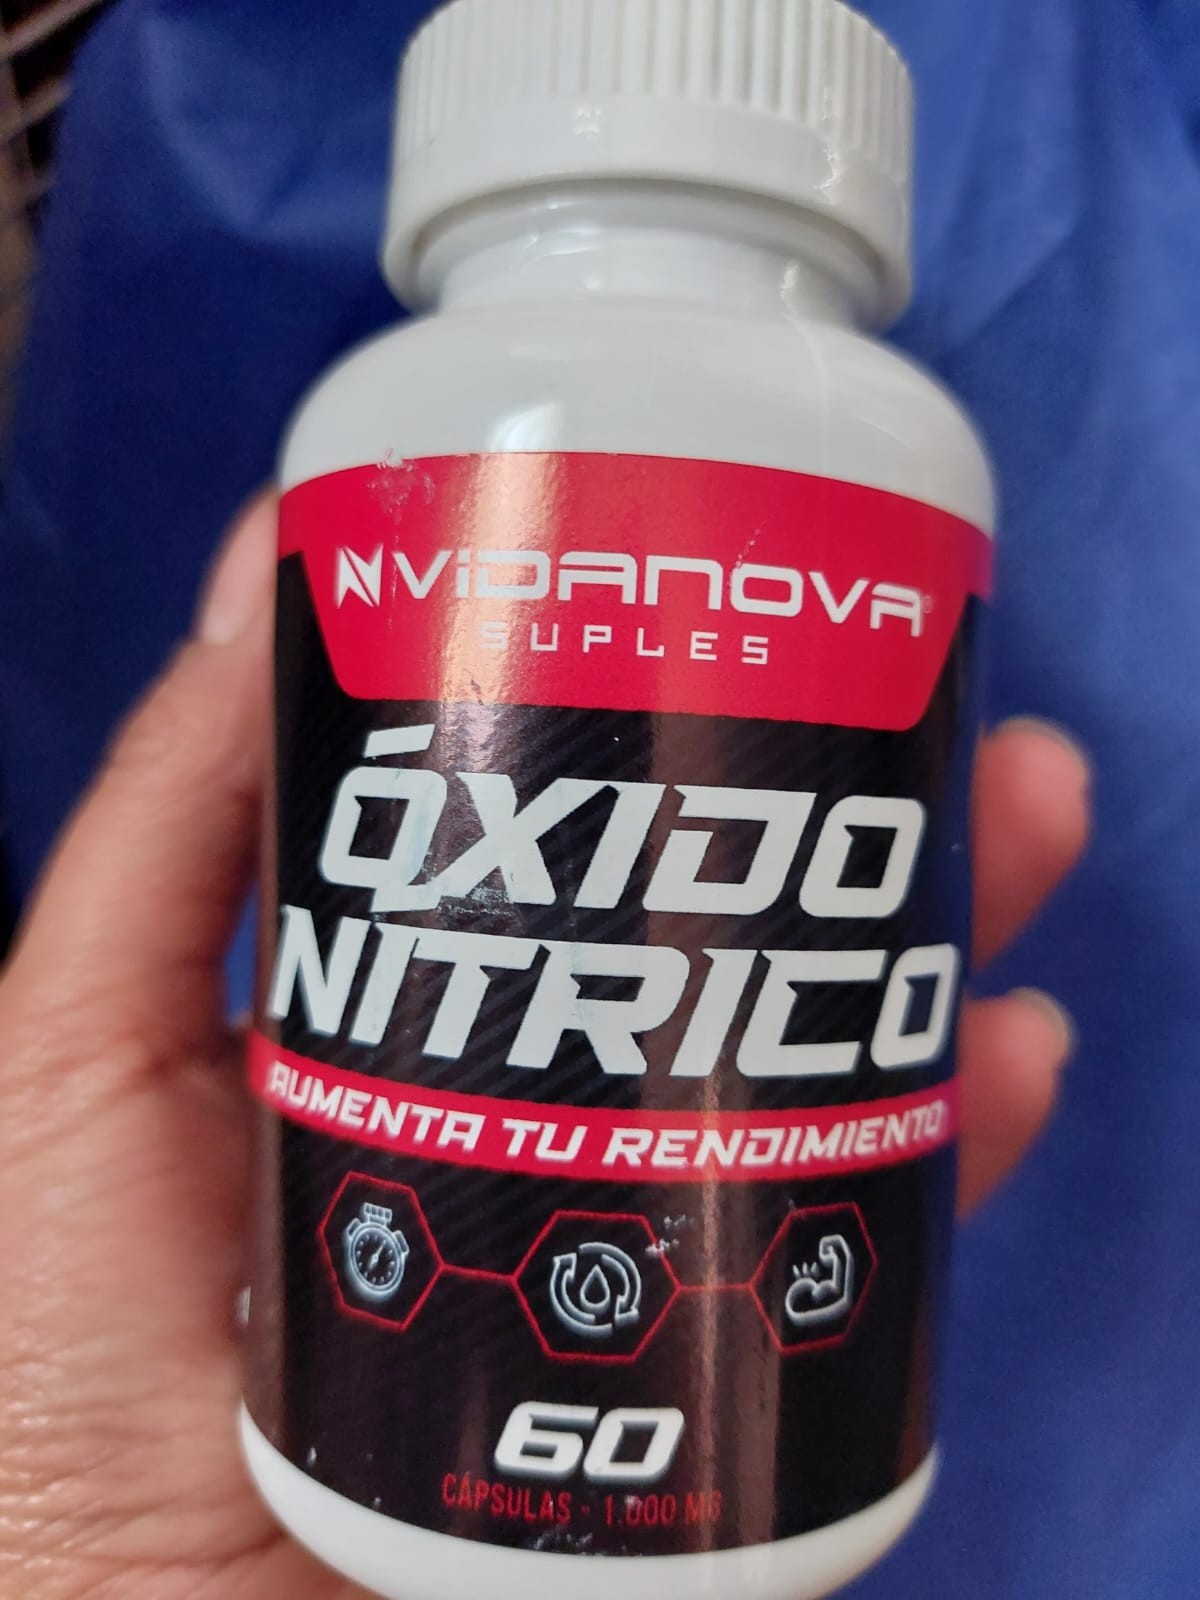 VIDANOVA
SUPLES
ÓXIDO
NITRICO
AUMENTA TU RENDIMIENTO
60
CÁPSULAS - 1.000 MG